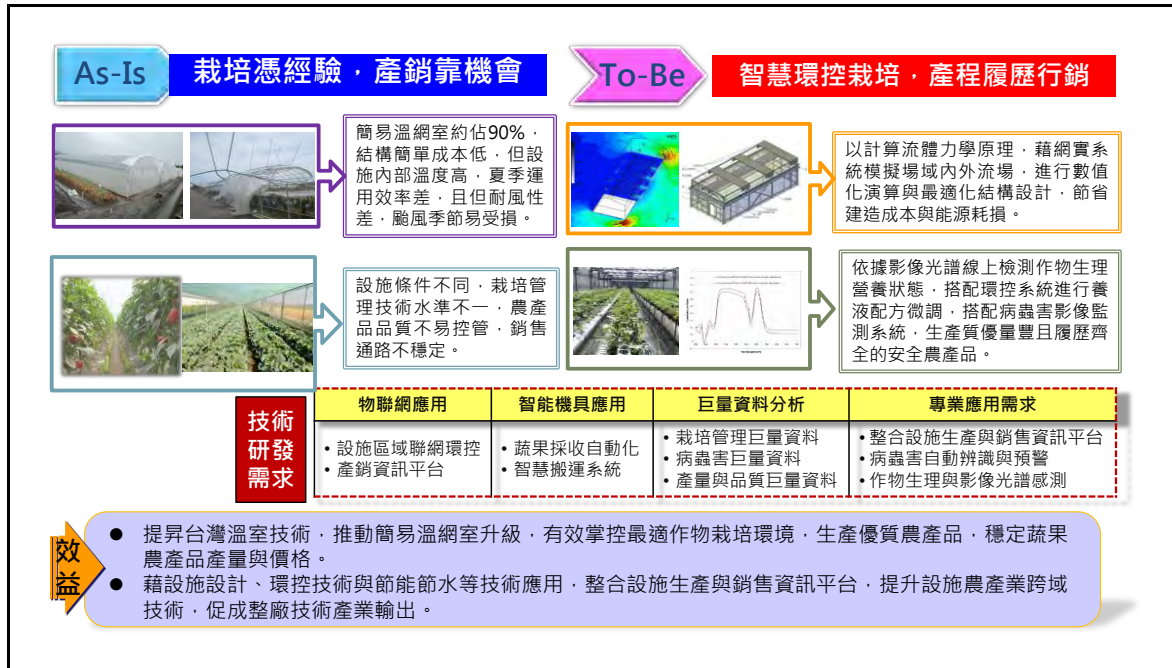 As-Is
栽培憑經驗，產銷靠機會
To-Be
智慧環控栽培，產程履歷行銷
簡易溫網室約佔90%，
結構簡單成本低，但設
施內部溫度高，夏季運
用效率差，且但耐風性
差，颱風季節易受損。
以計算流體力學原理，藉網實系
統模擬場域內外流場，進行數值
化演算與最適化結構設計，節省
建造成本與能源耗損。
設施條件不同，栽培管
理技術水準不一，農產
品品質不易控管，銷售
通路不穩定。
依據影像光譜線上檢測作物生理
營養狀態，搭配環控系統進行養
液配方微調，搭配病蟲害影像監
測系統，生產質優量豐且履歷齊
全的安全農產品。
技術
研發
需求
物聯網應用
• 設施區域聯網環控
• 產銷資訊平台
智能機具應用
• 蔬果採收自動化
• 智慧搬運系統
巨量資料分析
• 栽培管理巨量資料
• 病蟲害巨量資料
• 產量與品質巨量資料
專業應用需求
• 整合設施生產與銷售資訊平台
• 病蟲害自動辨識與預警
• 作物生理與影像光譜感測
效
益
● 提昇台灣溫室技術，推動簡易溫網室升級，有效掌控最適作物栽培環境，生產優質農產品，穩定蔬果
農產品產量與價格。
● 藉設施設計、環控技術與節能節水等技術應用，整合設施生產與銷售資訊平台，提升設施農產業跨域
技術，促成整廠技術產業輸出。